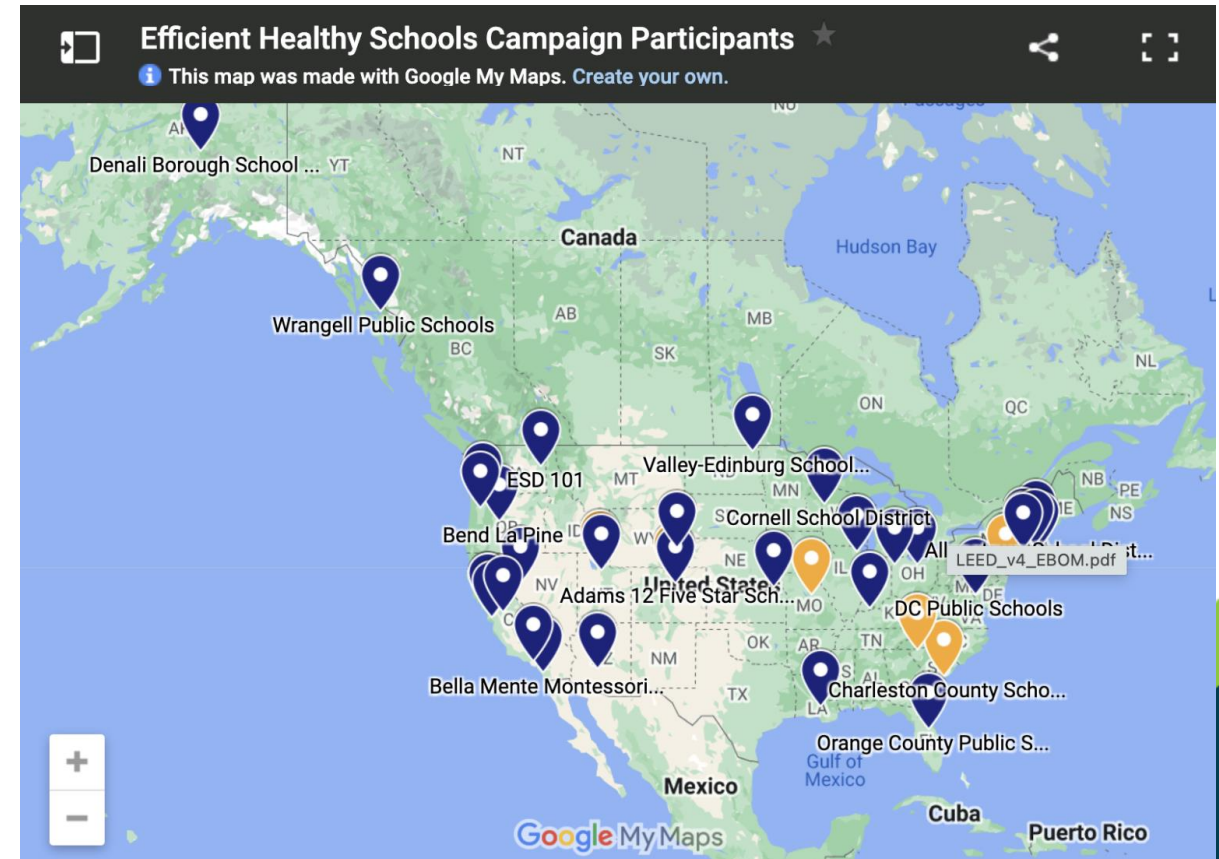 Efficient Healthy Schools Campaign Participants
This map was made with Google My Maps. Create your own.
NU
Passages
AK
Denali Borough School ...
YT
NT
Canada
Hudson Bay
Wrangell Public Schools
AB
MB
BC
SK
NL
ON
QC
ESD 101
MT
Valley-Edinburg School...
ND
MN
NB
PE
ME
NS
Bend La Pine
OR
ID
WY
Cornell School District
LEED_v4_EBOM.pdf
NE
IL
OH
United States
NV
Adams 12 Five Star Sch...
MO
DE
DC Public Schools
VA
OK
AR
TN
NM
Bella Mente Montessori...
TX
LA
AL
Charleston County Scho...
Orange County Public S...
Gulf of
Mexico
Mexico
Cuba
Puerto Rico
Google My Maps